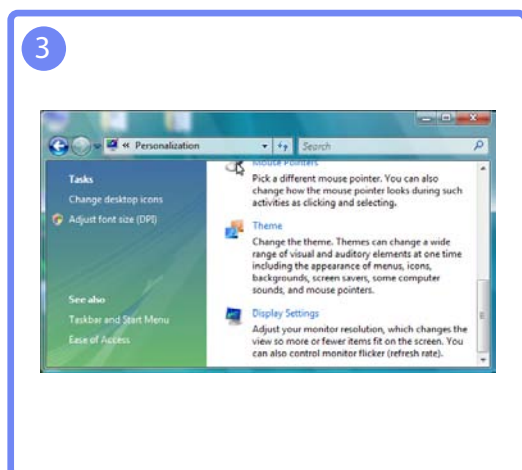 3
« Personalization
Search
Tasks
Change desktop icons
Adjust font size (DPI)
See also
Taskbar and Start Menu
Ease of Access
Mouse Pointers
Pick a different mouse pointer. You can also
change how the mouse pointer looks during such
activities as clicking and selecting.
Theme
Change the theme. Themes can change a wide
range of visual and auditory elements at one time
including the appearance of menus, icons,
backgrounds, screen savers, some computer
sounds, and mouse pointers.
Display Settings
Adjust your monitor resolution, which changes the
view so more or fewer items fit on the screen. You
can also control monitor flicker (refresh rate).